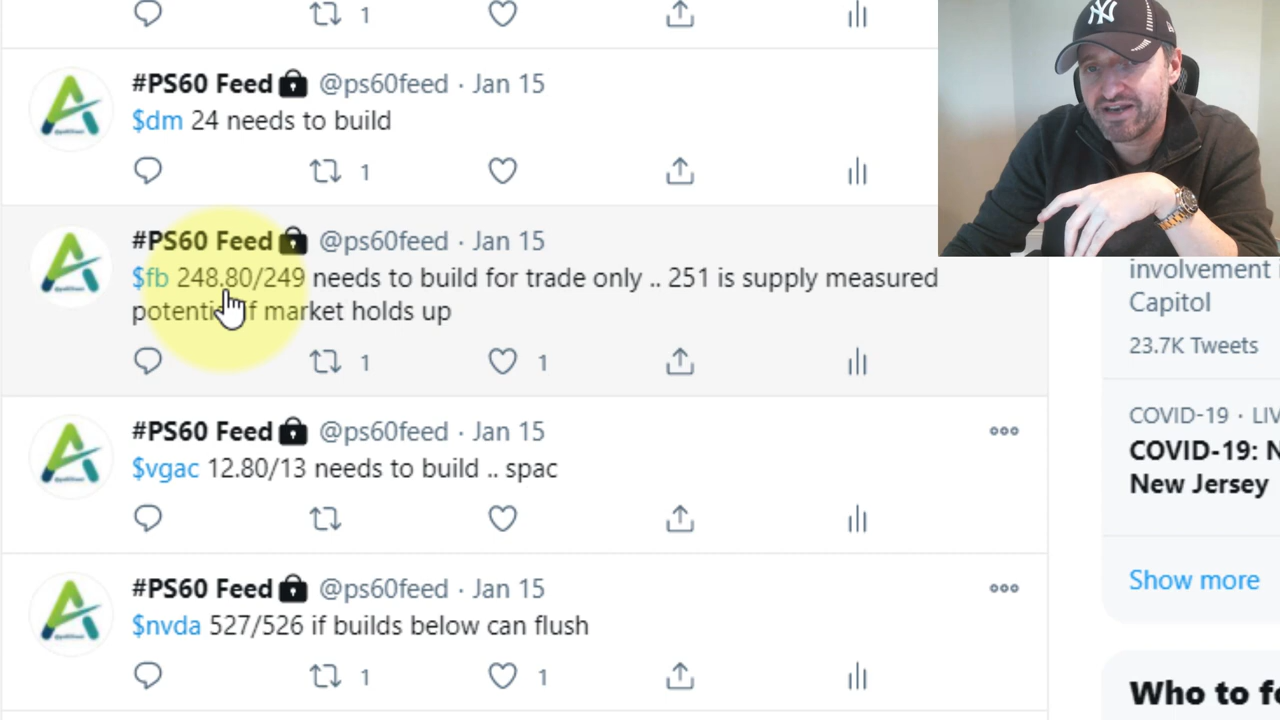 1
#PS60 Feed @ps60feed · Jan 15
$dm 24 needs to build
1
#PS60 Feed @ps60feed · Jan 15
$fb 248.80/249 needs to build for trade only .. 251 is supply measured
potential if market holds up
1 1
#PS60 Feed @ps60feed · Jan 15
$vgac 12.80/13 needs to build .. spac
#PS60 Feed @ps60feed · Jan 15
$nvda 527/526 if builds below can flush
1 1
NY
involvement
Capitol
23.7K Tweets
COVID-19 · LIV
COVID-19: N
New Jersey
Show more
Who to fo